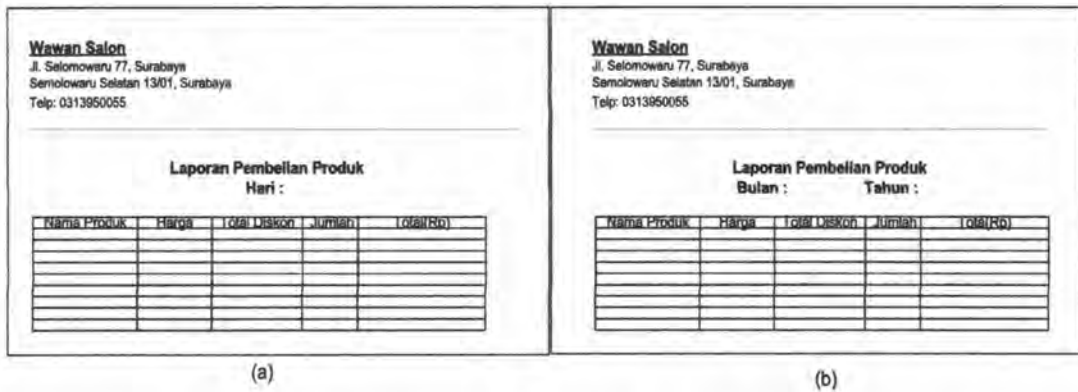 Wawan Salon
Jl. Selomowaru 77, Surabaya
Semolowaru Selatan 13/01, Surabaya
Telp: 0313950055
Laporan Pembelian Produk
Hari :
Nama Produk Harga Total Diskon Jumlah Total(Rp)
(a)
Wawan Salon
Jl. Selomowaru 77, Surabaya
Semolowaru Selatan 13/01, Surabaya
Telp: 0313950055
Laporan Pembelian Produk
Bulan : Tahun :
Nama Produk Harga Total Diskon Jumlah Total(Rp)
(b)